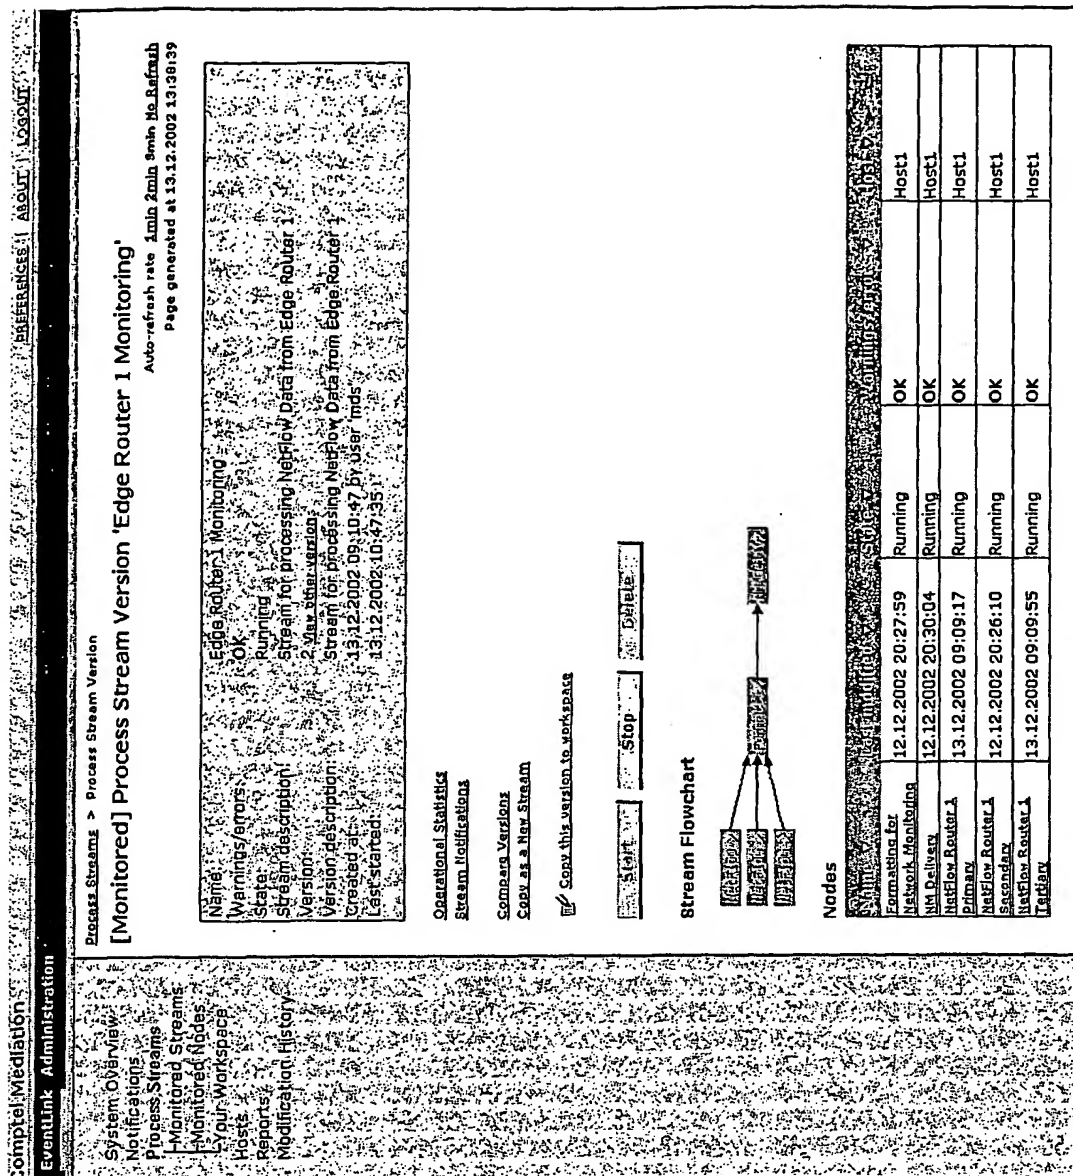 Comptel Mediation
PREFERENCES | ABOUT | LOGOUT
EventLink Administration
System Overview
Notifications
Process Streams
Monitored Streams
Monitored Nodes
Your Workspace
Hosts
Reports
Modification History
Process Streams > Process Stream Version
[Monitored] Process Stream Version 'Edge Router 1 Monitoring'
Auto-refresh rate 1min 2min 5min No Refresh
Page generated at 13.12.2002 13:38:39
Name: Edge Router 1 Monitoring
Warnings/errors: OK
State: Running
Stream description: Stream for processing NetFlow Data from Edge Router 1
Version: 2 View other version
Version description: Stream for processing NetFlow Data from Edge Router 1
Created at: 13.12.2002 09:10:47 by user 'mds'
Last started: 13.12.2002 10:47:35
Operational Statistics
Stream Notifications
Compare Versions
Copy as a New Stream
Copy this version to workspace
Start Stop Delete
Stream Flowchart
Nodes
Formatting for Network Monitoring 12.12.2002 20:27:59 Running OK Host1
NM Delivery 12.12.2002 20:30:04 Running OK Host1
NetFlow Router 1 Primary 13.12.2002 09:09:17 Running OK Host1
NetFlow Router 1 Secondary 12.12.2002 20:26:10 Running OK Host1
NetFlow Router 1 Tertiary 13.12.2002 09:09:55 Running OK Host1